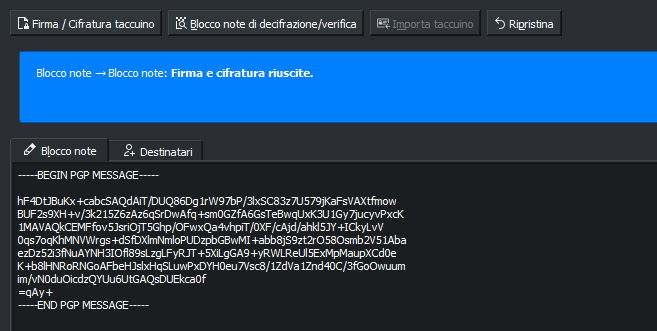 Firma / Cifratura taccuino
Blocco note di decifrazione/verifica
Importa taccuino
Ripristina
Blocco note → Blocco note: Firma e cifratura riuscite.
Blocco note
Destinatari
-----BEGIN PGP MESSAGE-----
hF4DtJBuKx+cabcSAQdAiT/DUQ86Dg1rW97bP/3lxSC83z7U579jKaFsVAXtfmow
BUF2s9XH+v/3k215Z6zAz6qSrDwAfq+sm0GZfA6GsTeBwqUxK3U1Gy7jucyvPxcK
1MAVAQkCEMFfov5JsriOjT5Ghp/OFwxQa4vhpiT/0XF/cAjd/ahkl5JY+ICkyLvV
0qs7oqKhMNVWrgs+dSfDXlmNmloPUDzpbGBwMI+abb8jS9zt2rO58Osmb2V51Aba
ezDz52i3fNuAYNH3IOfl89sLzgLFyRJT+5XiLgGA9+yRWLReUl5ExMpMaupXCd0e
K+b8lHNRoRNGoAFbeHJslxHqSLuwPxDYH0eu7Vsc8/1ZdVa1Znd40C/3fGoOwuum
im/vN0duOicdzQYUu6UtGAQsDUEkca0f
=qAy+
-----END PGP MESSAGE-----